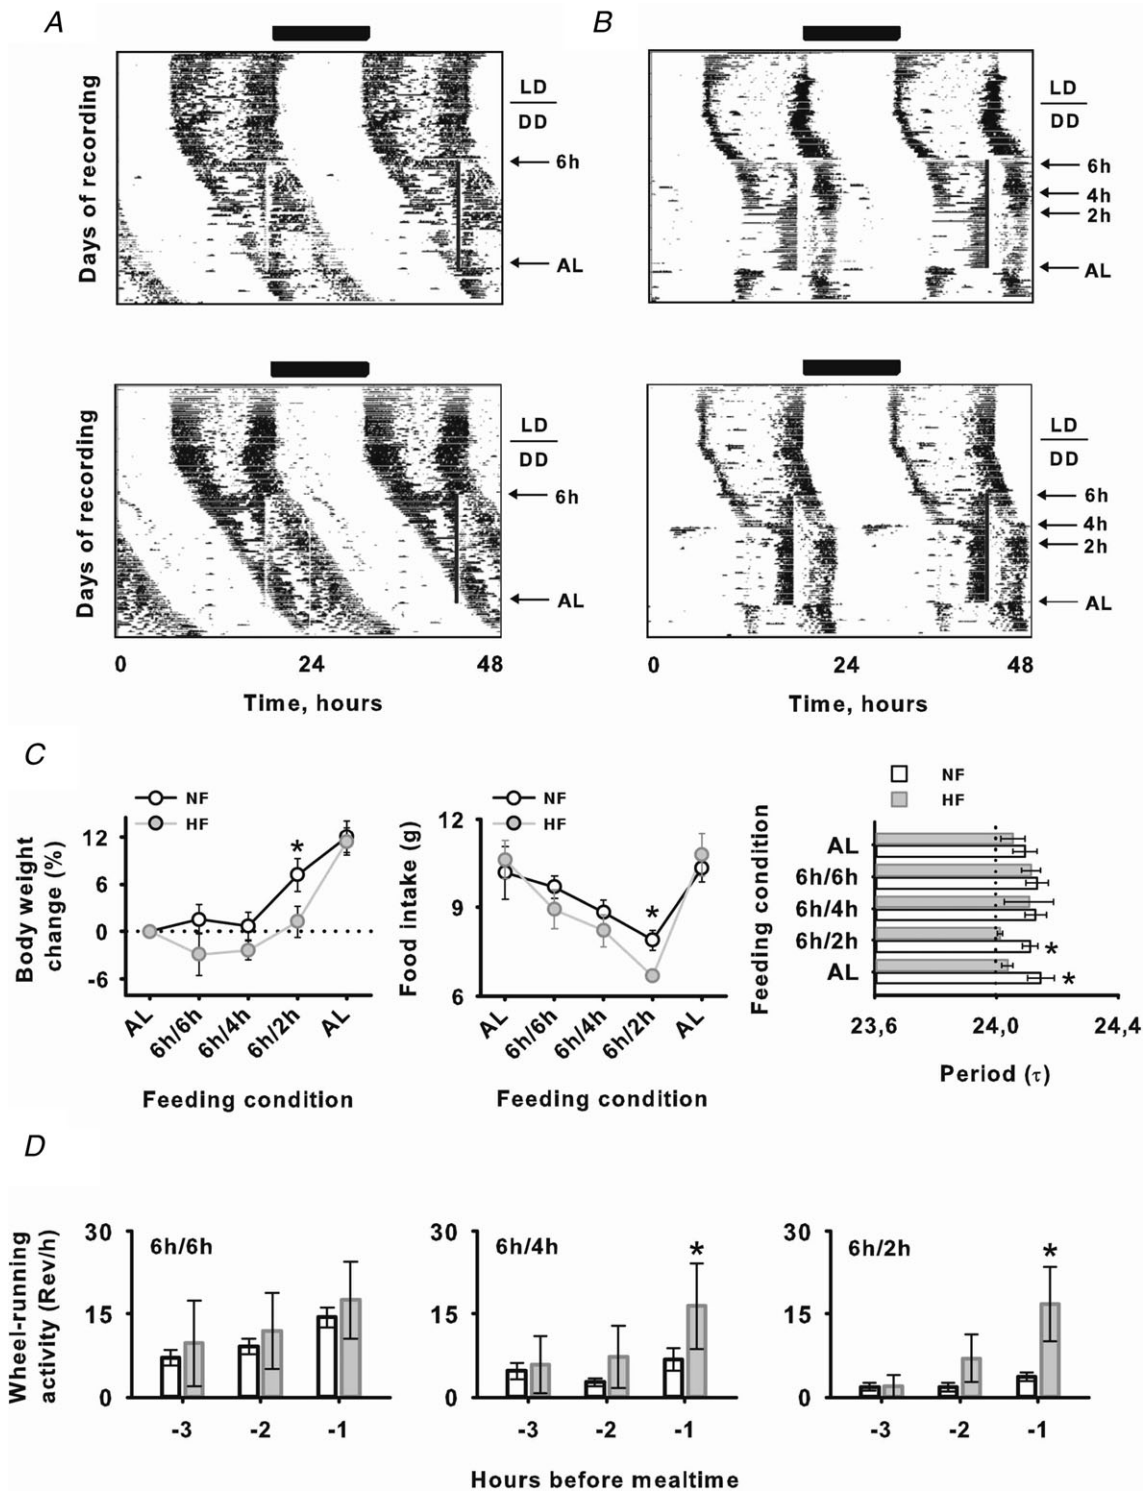 A
B
Days of recording
LD
DD
6h
AL
LD
DD
6h
4h
2h
AL
Days of recording
LD
DD
6h
AL
LD
DD
6h
4h
2h
AL
0 24 48
0 24 48
Time, hours
Time, hours
C
NF
HF
Body weight
change (%)
12
6
0
-6
*
AL 6h/6h 6h/4h 6h/2h AL
Feeding condition
NF
HF
Food intake (g)
12
9
6
*
AL 6h/6h 6h/4h 6h/2h AL
Feeding condition
NF
HF
Feeding condition
AL
6h/6h
6h/4h
6h/2h *
AL *
23,6 24,0 24,4
Period (τ)
D
Wheel-running
activity (Rev/h)
30
15
0
6h/6h
-3 -2 -1
30
15
0
6h/4h
*
-3 -2 -1
30
15
0
6h/2h
*
-3 -2 -1
Hours before mealtime